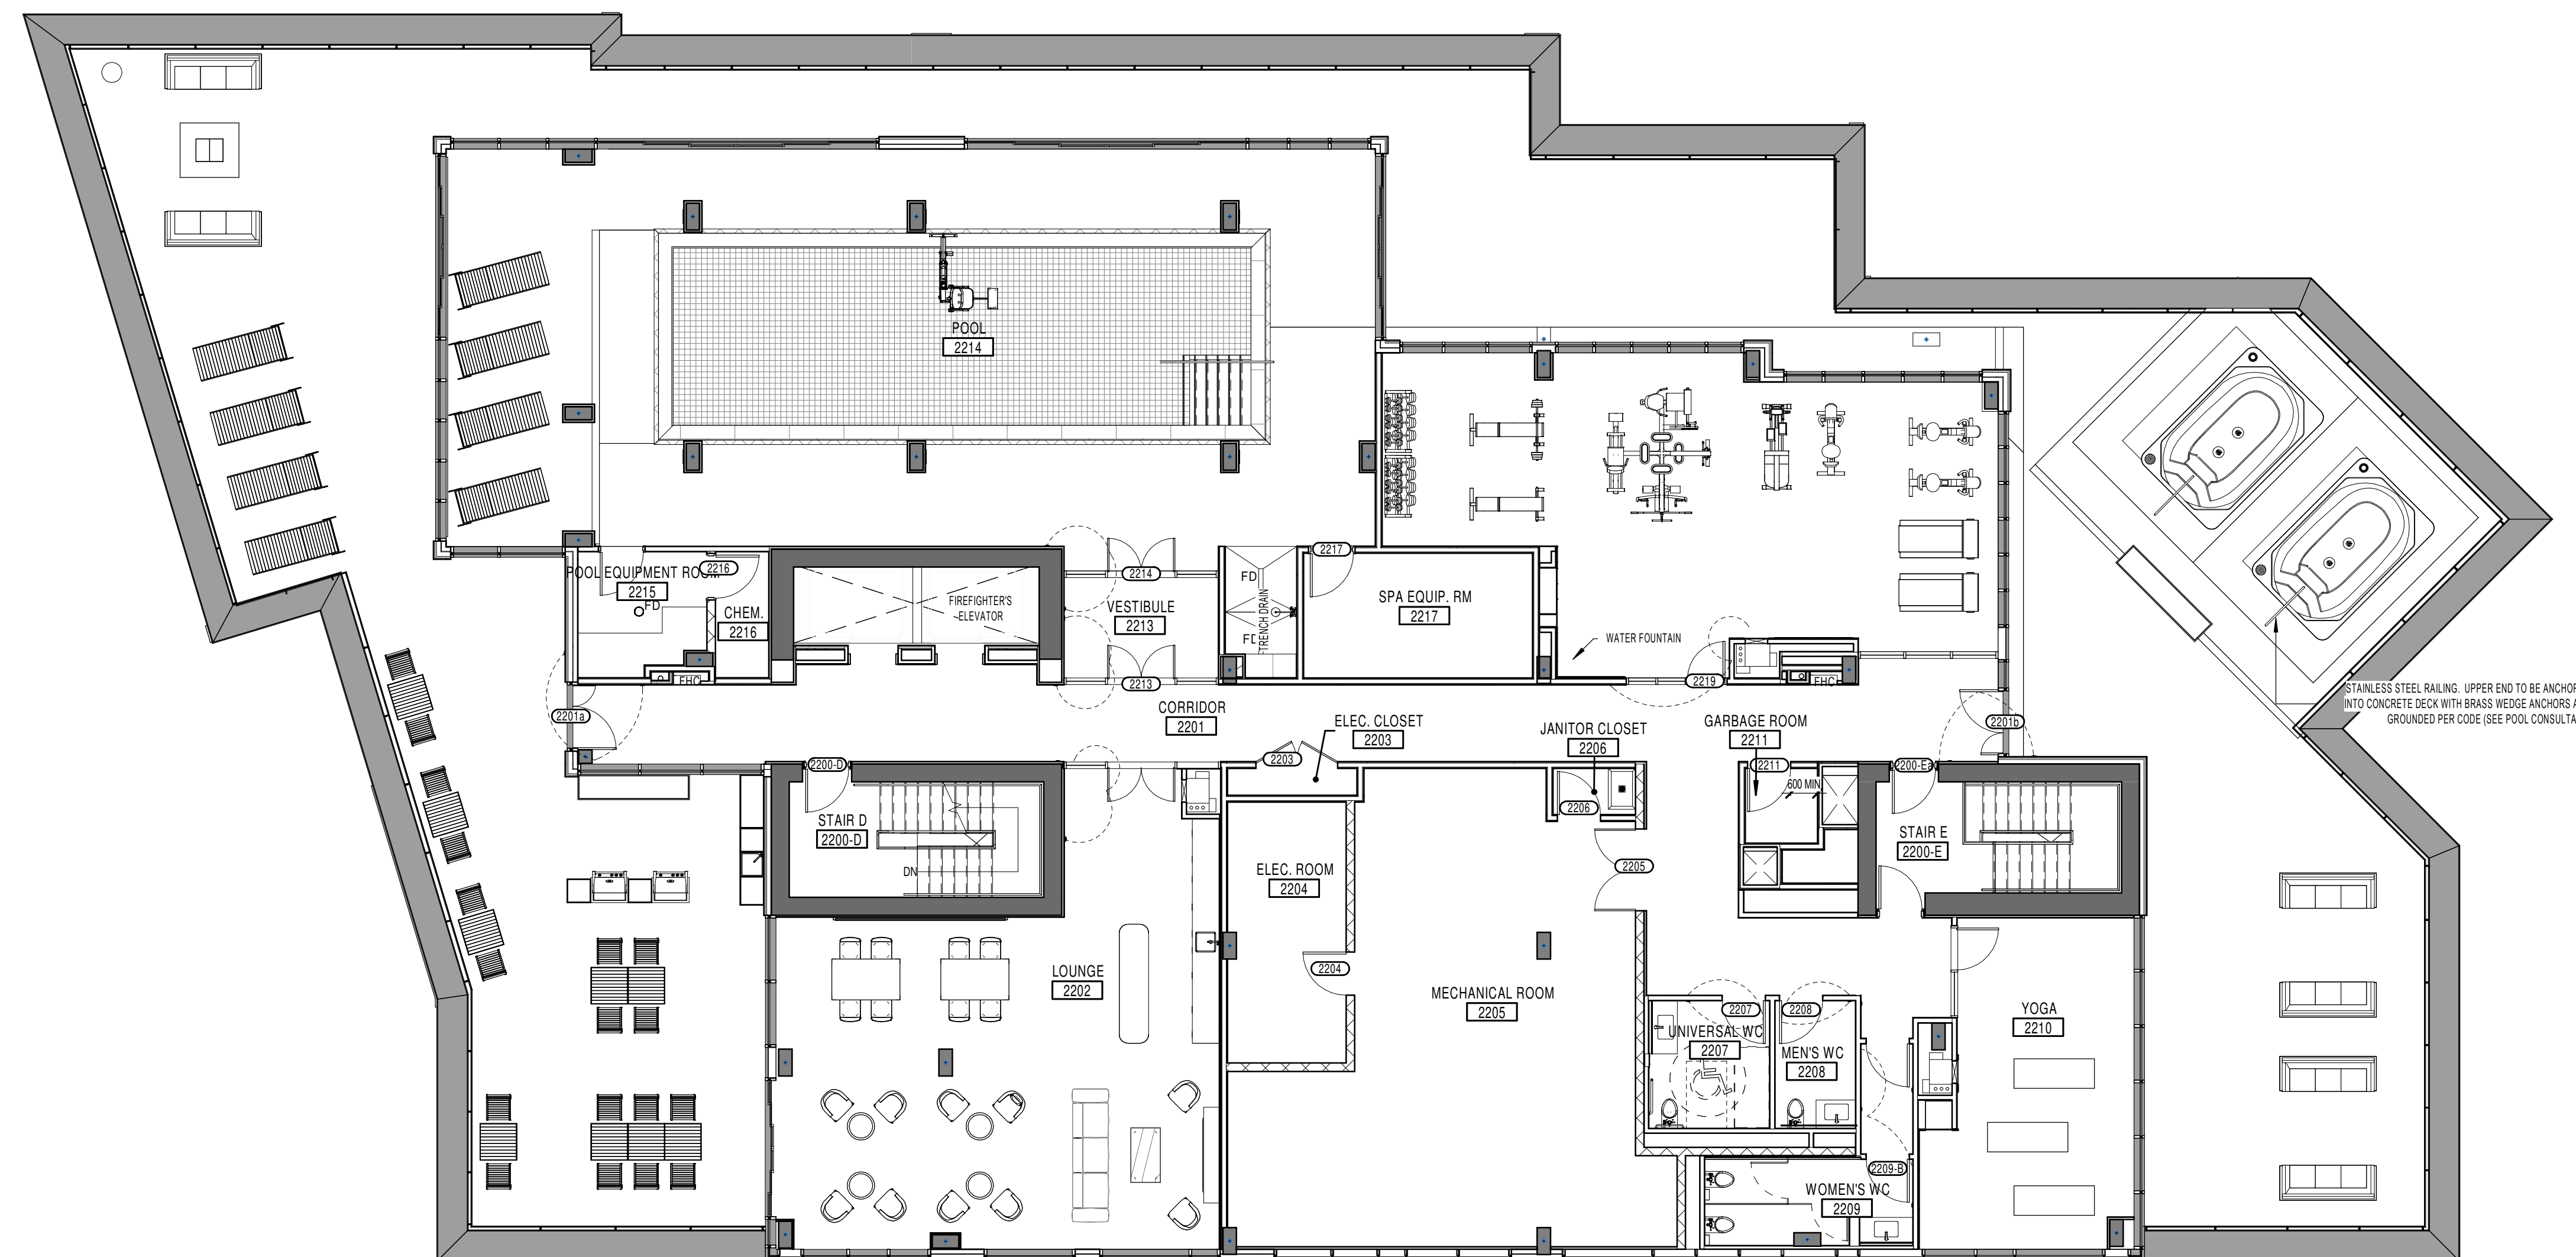 POOL
2214
POOL EQUIPMENT ROOM
2215
FD
2216
CHEM.
2216
FIREFIGHTER'S
ELEVATOR
2214
VESTIBULE
2213
2213
FD
TRENCH DRAIN
2217
SPA EQUIP. RM
2217
WATER FOUNTAIN
2219
FHC
FHC
2201a
CORRIDOR
2201
ELEC. CLOSET
2203
2203
JANITOR CLOSET
2206
2206
GARBAGE ROOM
2211
2211
600 MIN
2201b
STAINLESS STEEL RAILING. UPPER END TO BE ANCHOR
INTO CONCRETE DECK WITH BRASS WEDGE ANCHORS A
GROUNDED PER CODE (SEE POOL CONSULTA
2200-D
STAIR D
2200-D
DN
2200-Ea
STAIR E
2200-E
2205
ELEC. ROOM
2204
2204
LOUNGE
2202
MECHANICAL ROOM
2205
2207
UNIVERSAL WC
2207
2208
MEN'S WC
2208
YOGA
2210
2209-B
WOMEN'S WC
2209